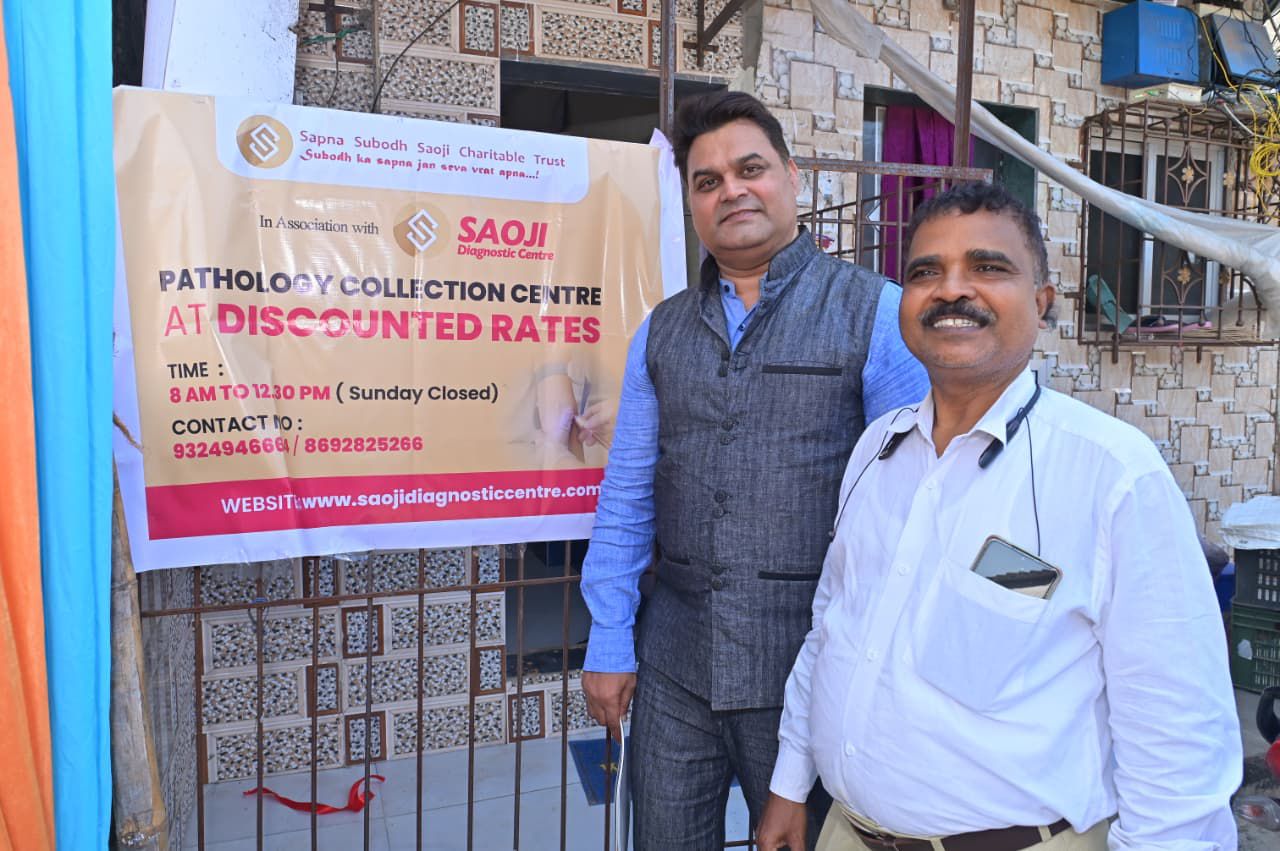 Sapna Subodh Saoji Charitable Trust
Subodh ka sapna jan seva vrat apna...!
In Association with
SAOJI
Diagnostic Centre
PATHOLOGY COLLECTION CENTRE
AT DISCOUNTED RATES
TIME :
8 AM TO 12.30 PM ( Sunday Closed)
CONTACT NO :
9324946664 / 8692825266
WEBSITE:www.saojidiagnosticcentre.com